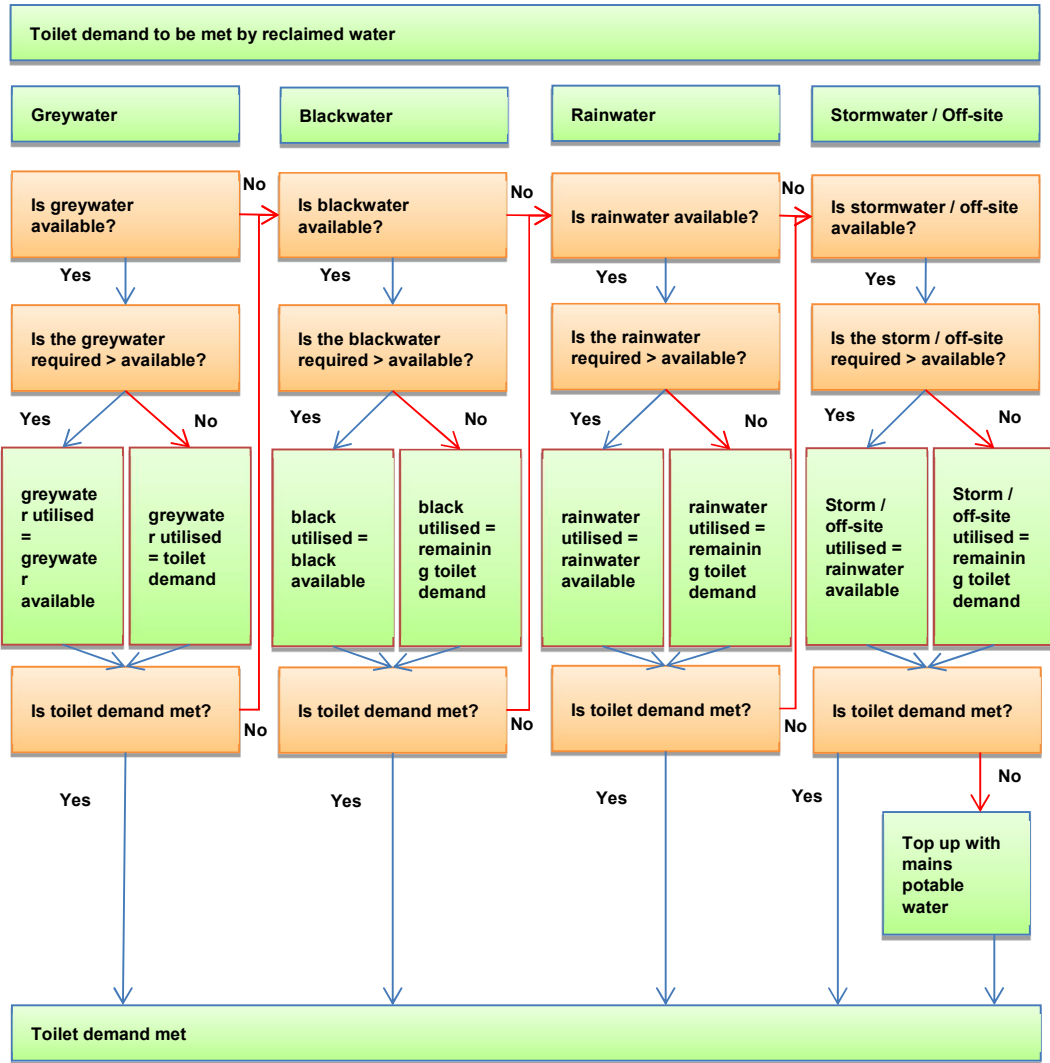 Toilet demand to be met by reclaimed water
Greywater
Blackwater
Rainwater
Stormwater / Off-site
Is greywater
available?
No
Is blackwater
available?
No
Is rainwater available?
No
Is stormwater / off-site
available?
Yes
Yes
Yes
Yes
Is the greywater
required > available?
Is the blackwater
required > available?
Is the rainwater
required > available?
Is the storm / off-site
required > available?
Yes
No
Yes
No
Yes
No
Yes
No
greywate
r utilised
=
greywate
r
available
greywate
r utilised
= toilet
demand
black
utilised =
black
available
black
utilised =
remainin
g toilet
demand
rainwater
utilised =
rainwater
available
rainwater
utilised =
remainin
g toilet
demand
Storm /
off-site
utilised =
rainwater
available
Storm /
off-site
utilised =
remainin
g toilet
demand
Is toilet demand met?
No
Is toilet demand met?
No
Is toilet demand met?
No
Is toilet demand met?
Yes
Yes
Yes
Yes
No
Top up with
mains
potable
water
Toilet demand met